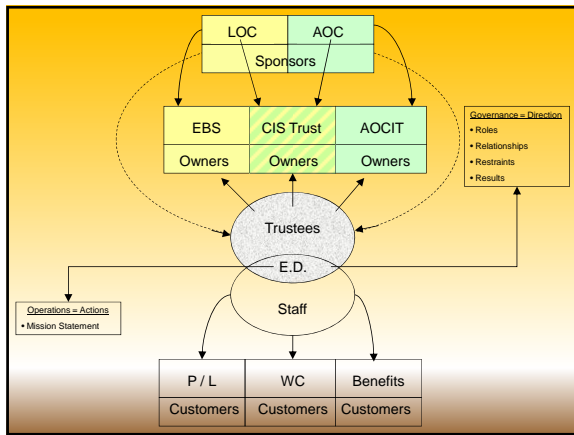 LOC AOC
Sponsors
EBS CIS Trust AOCIT
Owners Owners Owners
Governance = Direction
• Roles
• Relationships
• Restraints
• Results
Trustees
E.D.
Staff
Operations = Actions
• Mission Statement
P / L WC Benefits
Customers Customers Customers